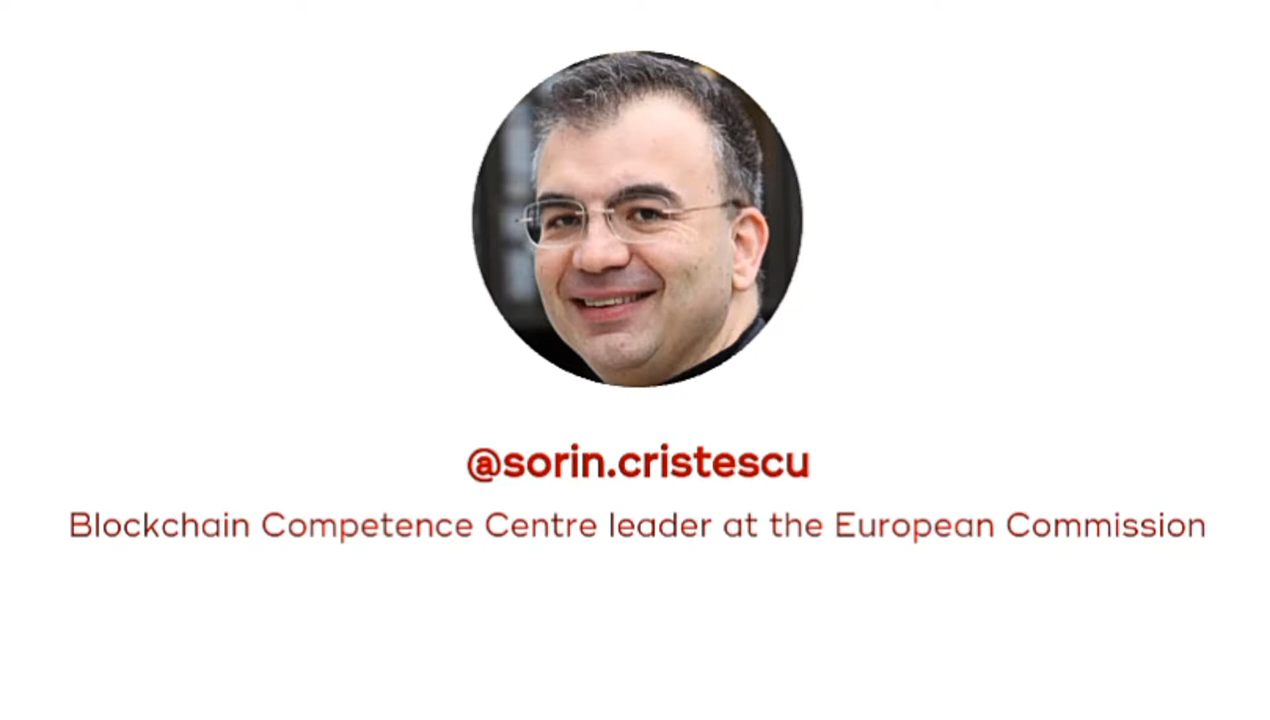 @sorin.cristescu
Blockchain Competence Centre leader at the European Commission